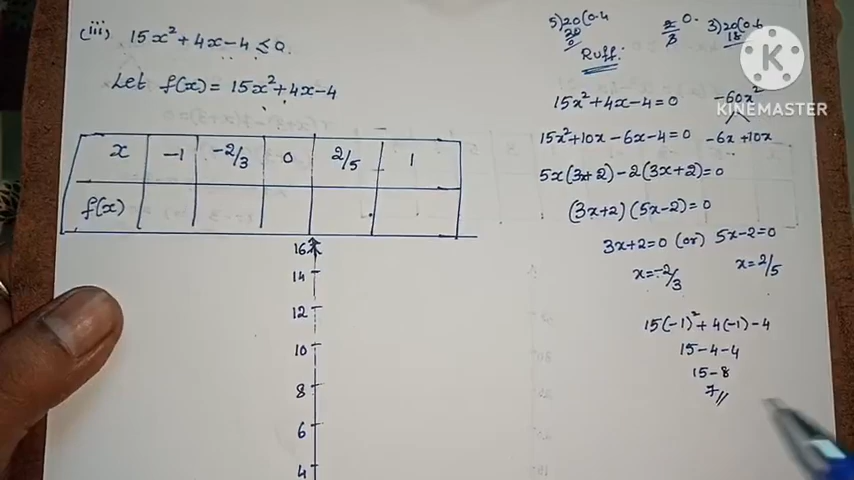 (iii) 15x² + 4x - 4 ≤ 0.
Let f(x) = 15x² + 4x - 4
x -1 -2/3 0 2/5 1
f(x)
16
14
12
10
8
6
4
5)20(0.4
20
0
3)20(0.6
18
Ruff:
15x² + 4x - 4 = 0
-60x²
15x² + 10x - 6x - 4 = 0
-6x +10x
5x(3x+2) - 2(3x+2) = 0
(3x+2) (5x-2) = 0
3x+2=0 (or) 5x-2=0
x = -2/3
x = 2/5
15(-1)² + 4(-1) - 4
15 - 4 - 4
15 - 8
7
K
KINEMASTER